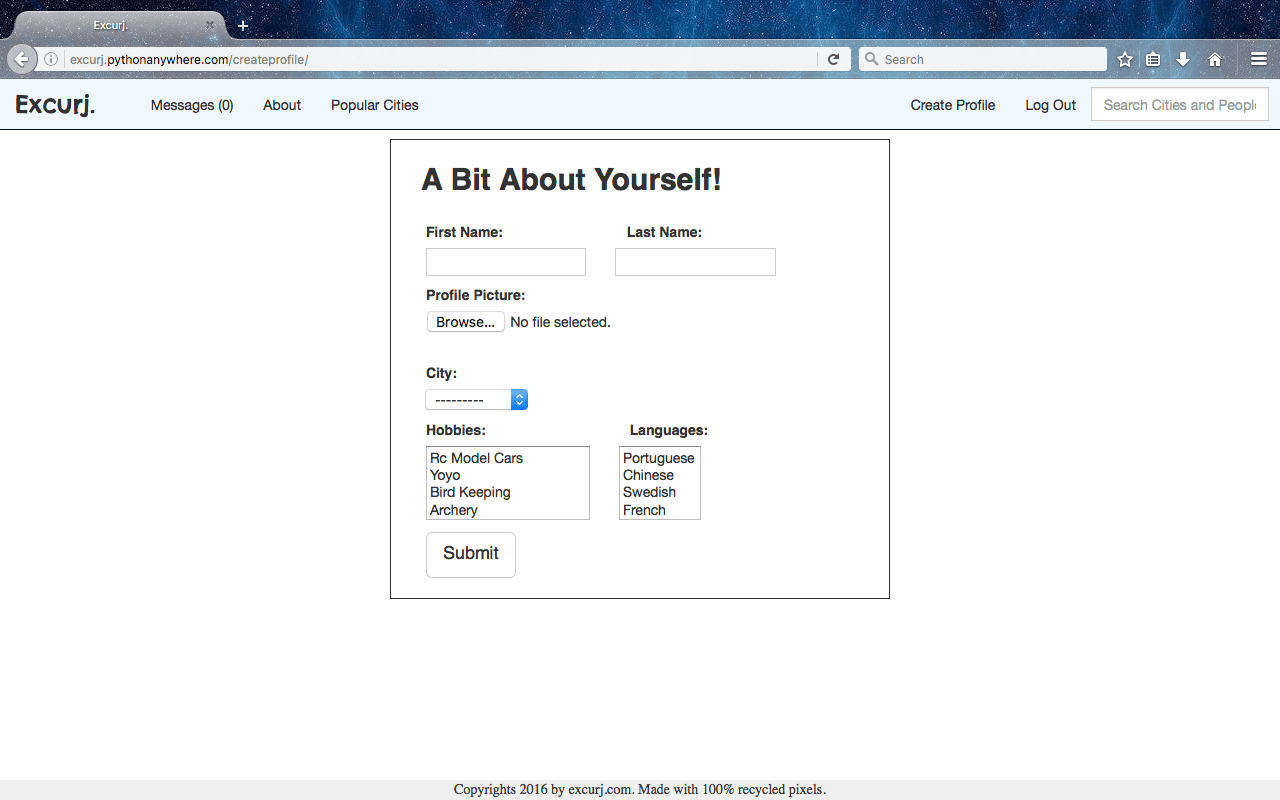 Excurj.
excurj.pythonanywhere.com/createprofile/
Search
Excurj.
Messages (0)
About
Popular Cities
Create Profile
Log Out
Search Cities and Peopl
A Bit About Yourself!
First Name:
Last Name:
Profile Picture:
Browse... No file selected.
City:
---------
Hobbies:
Languages:
Rc Model Cars
Yoyo
Bird Keeping
Archery
Portuguese
Chinese
Swedish
French
Submit
Copyrights 2016 by excurj.com. Made with 100% recycled pixels.